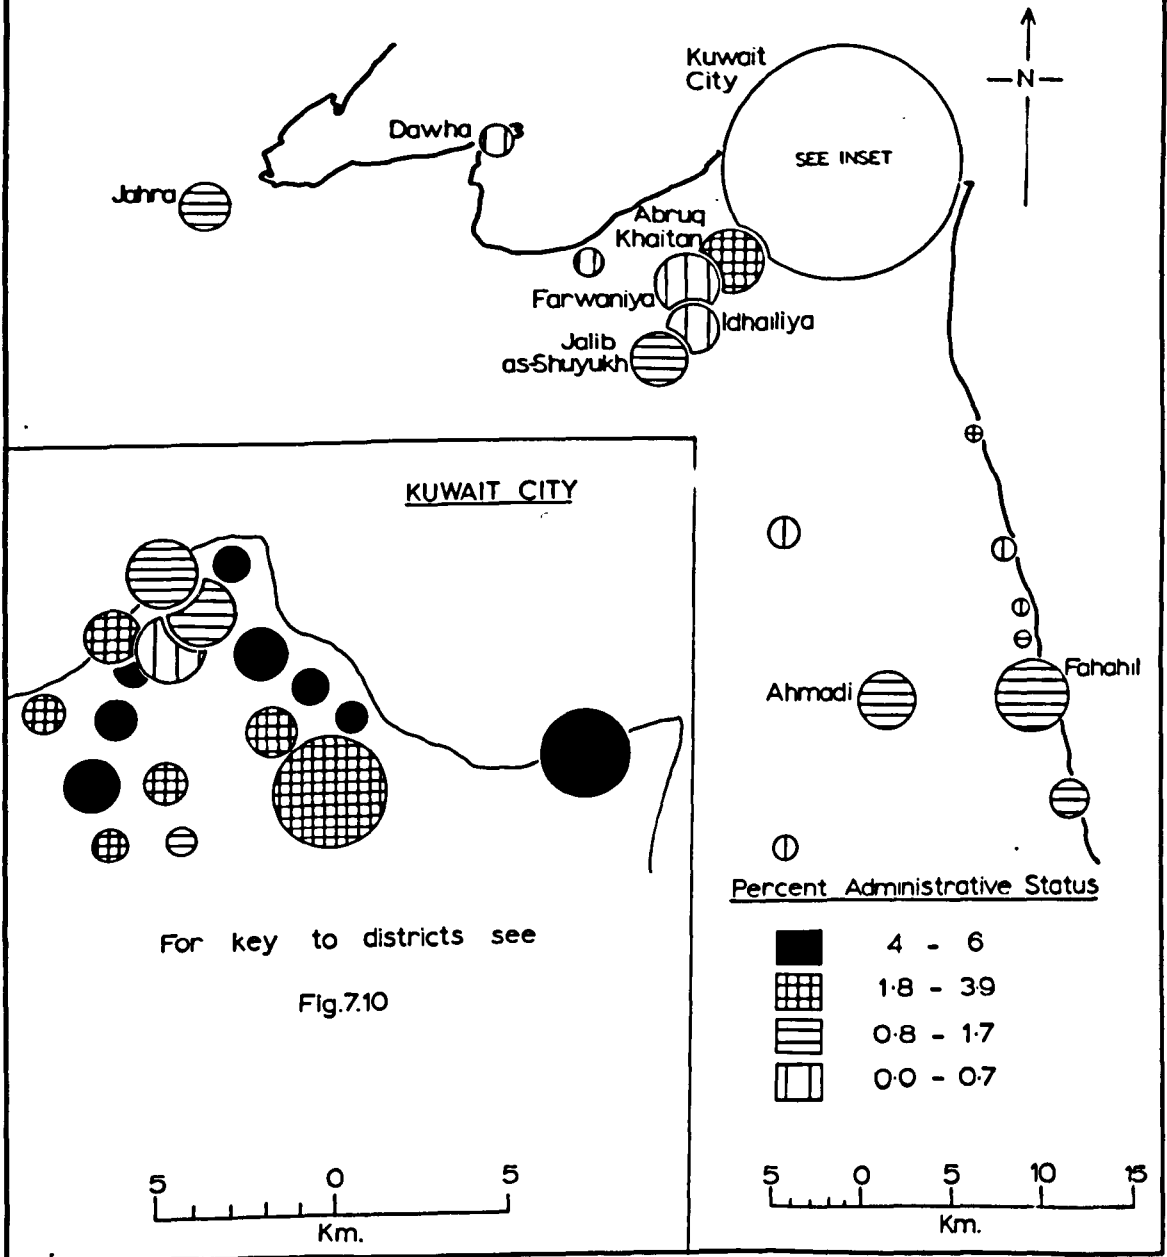 Kuwait
City
N
SEE INSET
Dawha
Jahra
Abruq
Khaitan
Farwaniya
Idhailiya
Jalib
as-Shuyukh
KUWAIT CITY
Ahmadi
Fahahil
For key to districts see
Fig.7.10
5 0 5
Km.
Percent Administrative Status
4 - 6
1·8 - 3·9
0·8 - 1·7
0·0 - 0·7
5 0 5 10 15
Km.